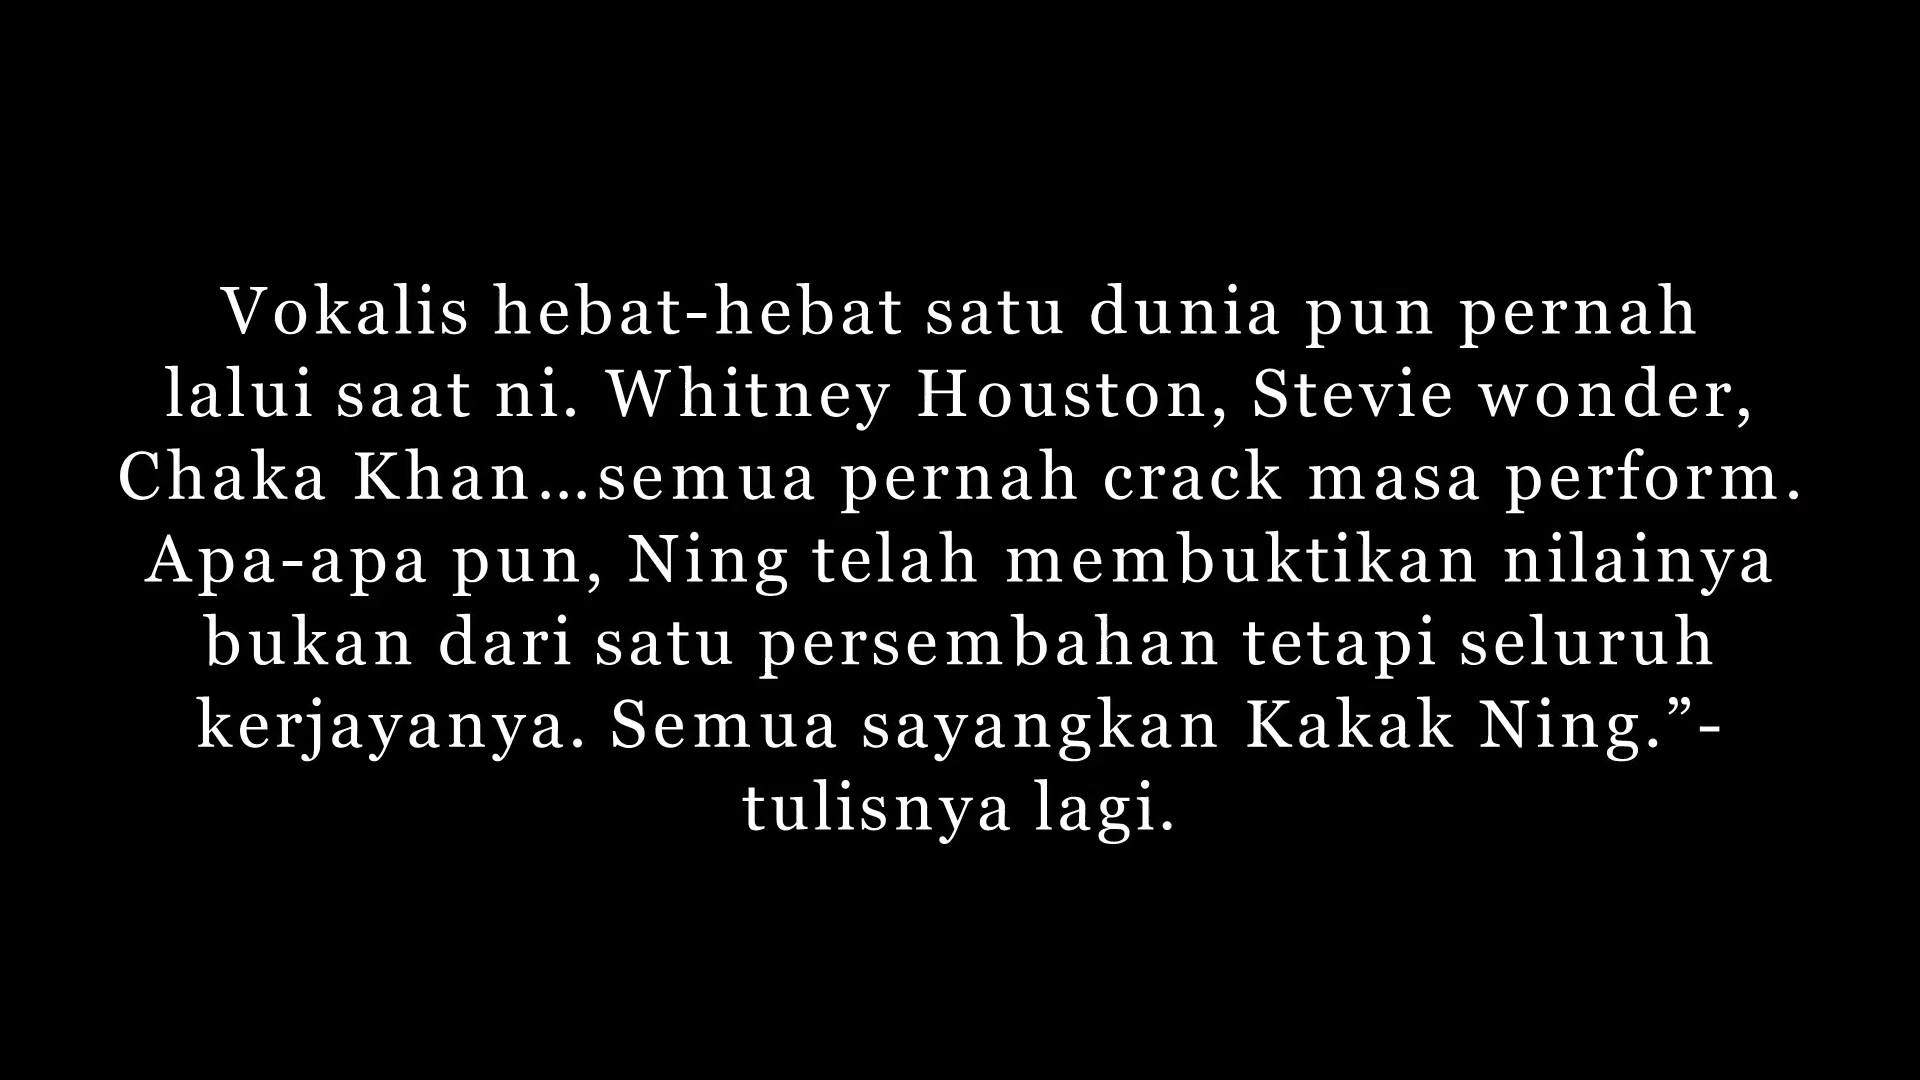 Vokalis hebat-hebat satu dunia pun pernah
lalui saat ni. Whitney Houston, Stevie wonder,
Chaka Khan…semua pernah crack masa perform.
Apa-apa pun, Ning telah membuktikan nilainya
bukan dari satu persembahan tetapi seluruh
kerjayanya. Semua sayangkan Kakak Ning.”-
tulisnya lagi.